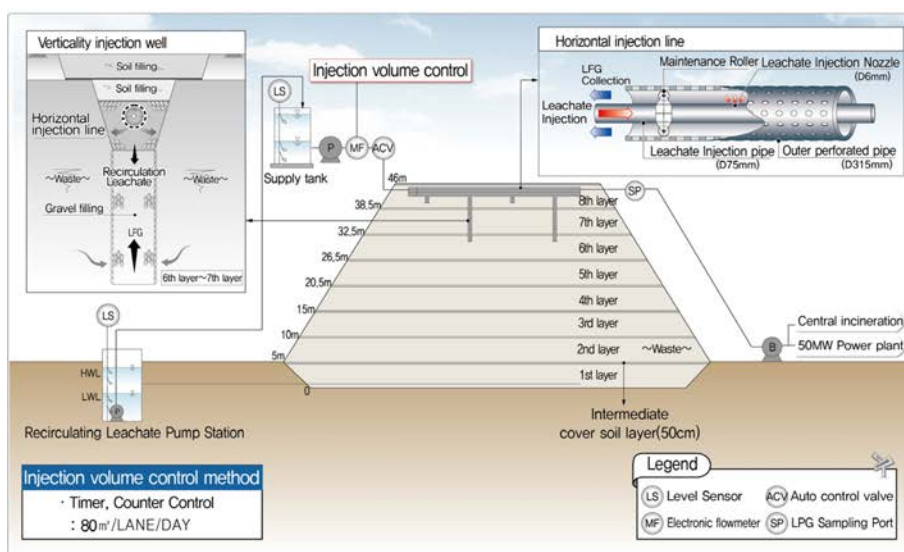 Verticality injection well
Soil filling
Soil filling
Horizontal
injection line
Recirculation
Leachate
~Waste~
~Waste~
Gravel filling
LFG
6th layer~7th layer
LS
Injection volume control
LS
P
MF
ACV
Supply tank
Horizontal injection line
Maintenance Roller
Leachate Injection Nozzle
(D6mm)
LFG
Collection
Leachate
Injection
Leachate Injection pipe
(D75mm)
Outer perforated pipe
(D315mm)
SP
46m
38,5m
32,5m
26,5m
20,5m
15m
10m
5m
0
8th layer
7th layer
6th layer
5th layer
4th layer
3rd layer
2nd layer
~Waste~
1st layer
Intermediate
cover soil layer(50cm)
B
Central incineration
50MW Power plant
HWL
LWL
P
Recirculating Leachate Pump Station
Injection volume control method
· Timer, Counter Control
: 80㎥/LANE/DAY
Legend
LS Level Sensor
ACV Auto control valve
MF Electronic flowmeter
SP LPG Sampling Port